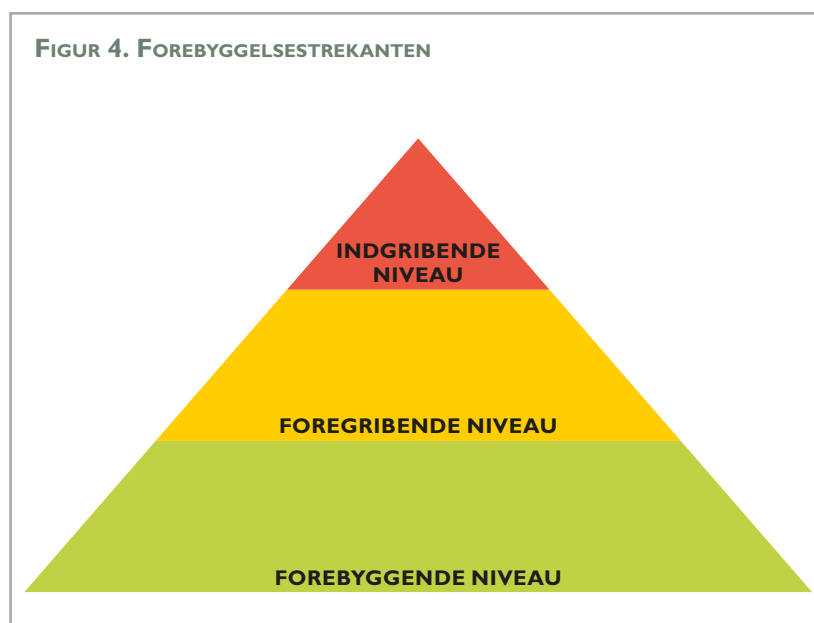 Figur 4. Forebyggelsestrekanten
INDGRIBENDE
NIVEAU
FOREGRIBENDE NIVEAU
FOREBYGGENDE NIVEAU